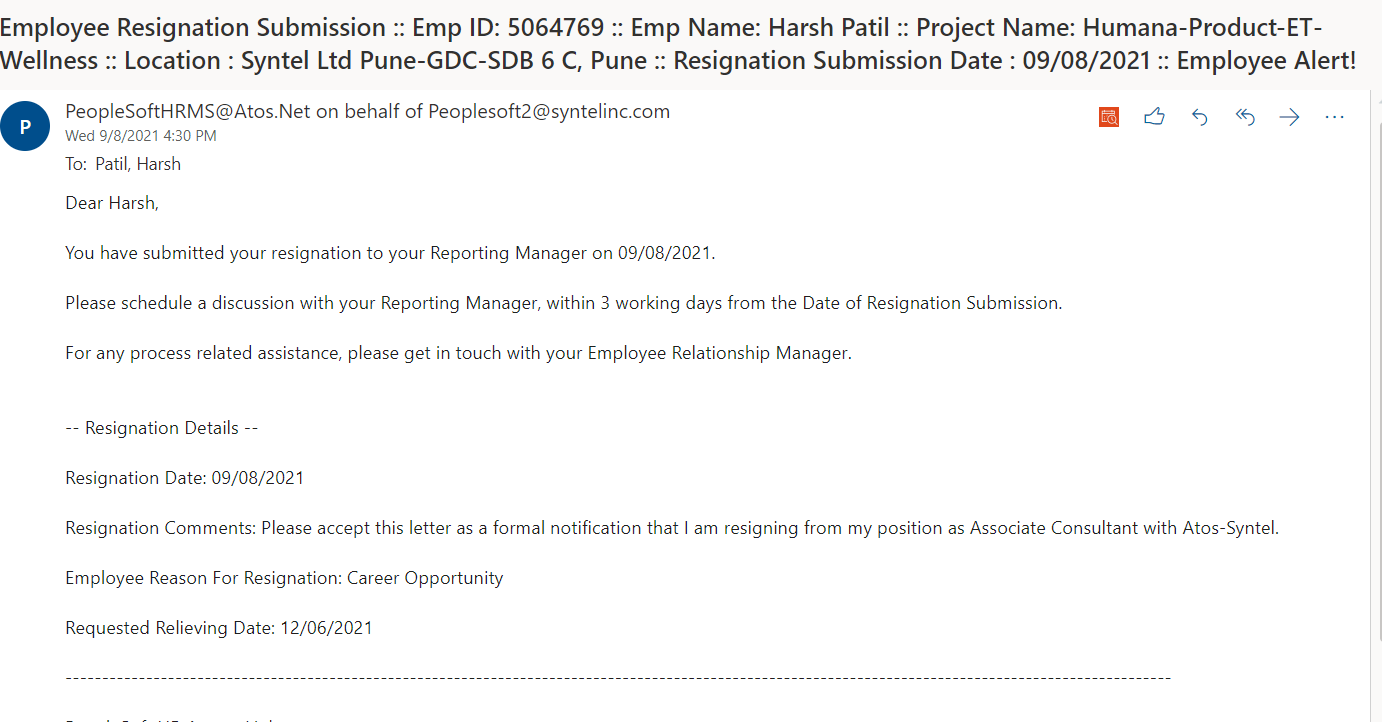 Employee Resignation Submission :: Emp ID: 5064769 :: Emp Name: Harsh Patil :: Project Name: Humana-Product-ET-
Wellness :: Location : Syntel Ltd Pune-GDC-SDB 6 C, Pune :: Resignation Submission Date : 09/08/2021 :: Employee Alert!
P
PeopleSoftHRMS@Atos.Net on behalf of Peoplesoft2@syntelinc.com
Wed 9/8/2021 4:30 PM
To: Patil, Harsh
Dear Harsh,
You have submitted your resignation to your Reporting Manager on 09/08/2021.
Please schedule a discussion with your Reporting Manager, within 3 working days from the Date of Resignation Submission.
For any process related assistance, please get in touch with your Employee Relationship Manager.
-- Resignation Details --
Resignation Date: 09/08/2021
Resignation Comments: Please accept this letter as a formal notification that I am resigning from my position as Associate Consultant with Atos-Syntel.
Employee Reason For Resignation: Career Opportunity
Requested Relieving Date: 12/06/2021